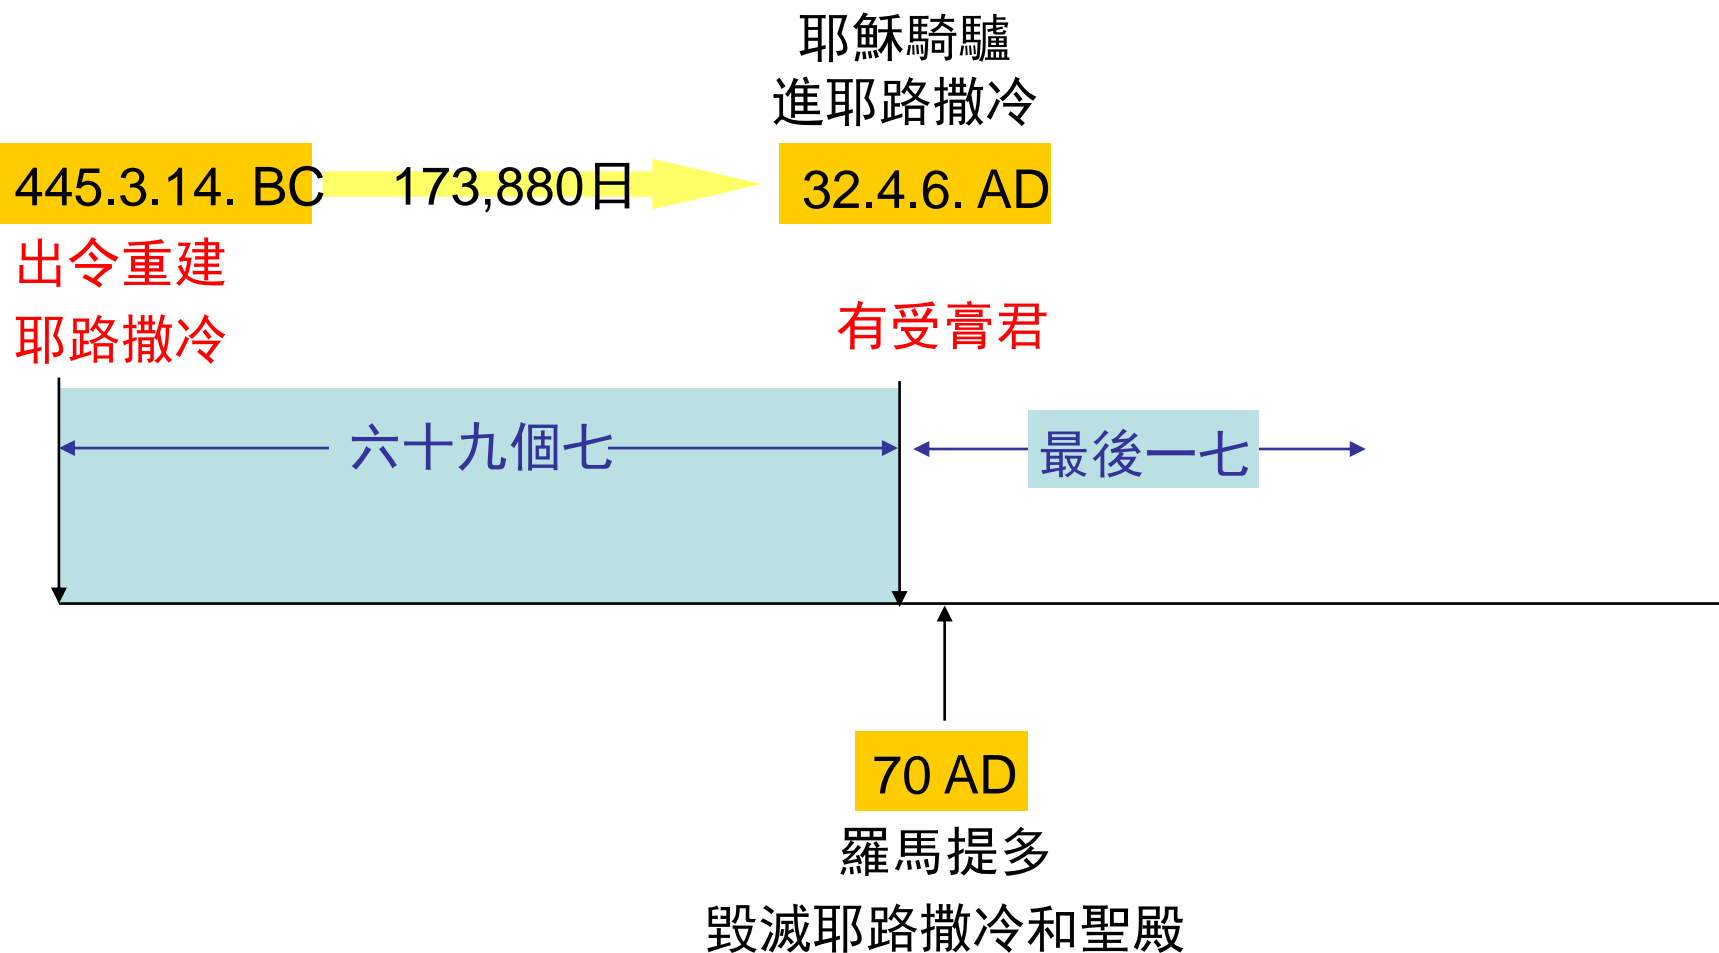 耶穌騎驢
進耶路撒冷
445.3.14. BC
173,880日
32.4.6. AD
出令重建
耶路撒冷
有受膏君
六十九個七
最後一七
70 AD
羅馬提多
毀滅耶路撒冷和聖殿